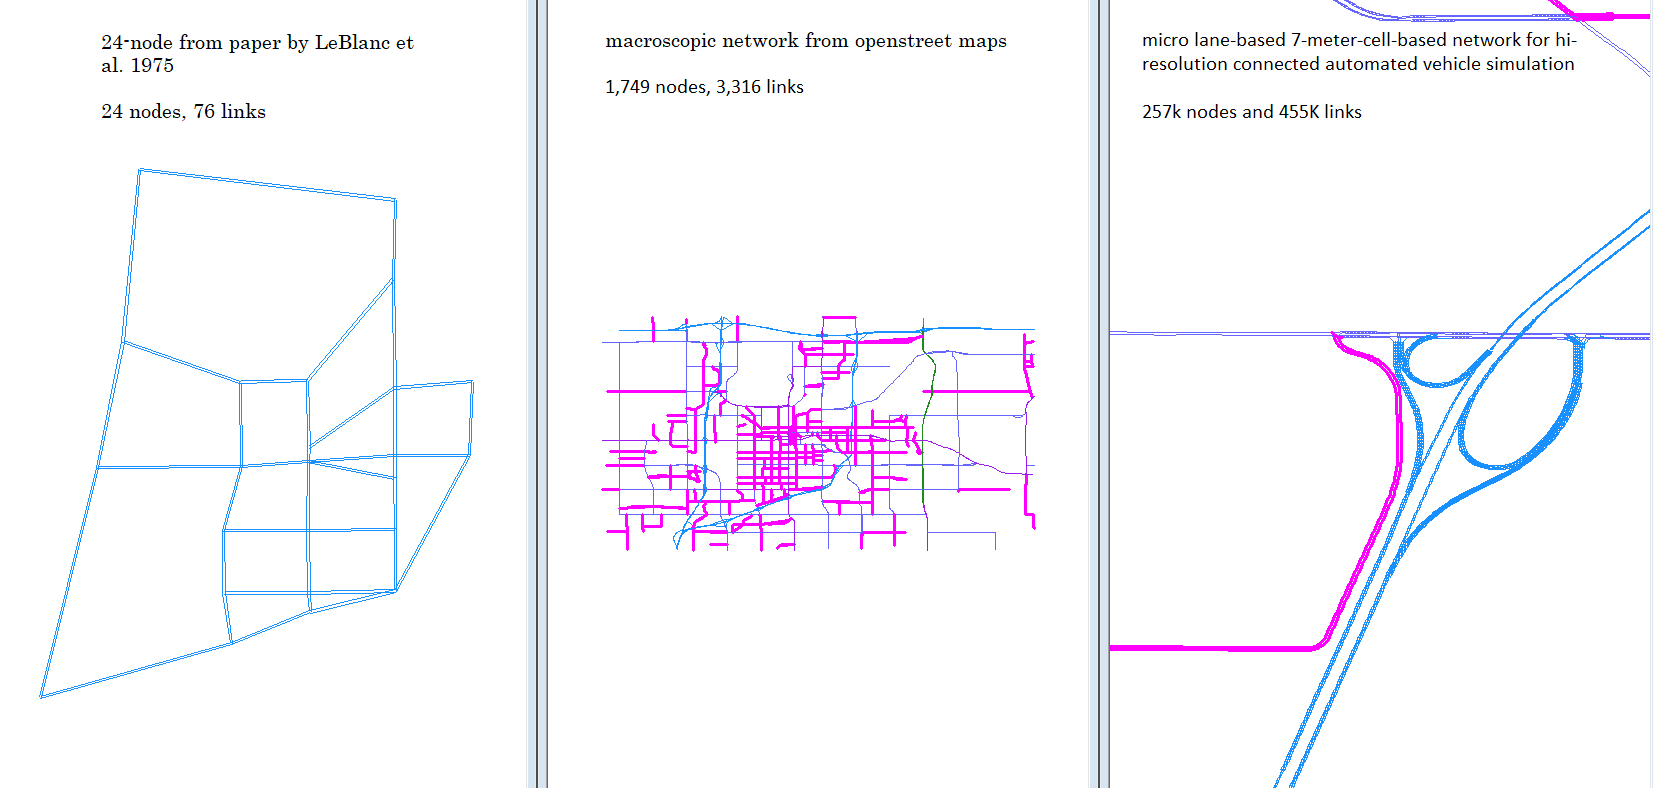 24-node from paper by LeBlanc et
al. 1975
24 nodes, 76 links
macroscopic network from openstreet maps
1,749 nodes, 3,316 links
micro lane-based 7-meter-cell-based network for hi-
resolution connected automated vehicle simulation
257k nodes and 455K links